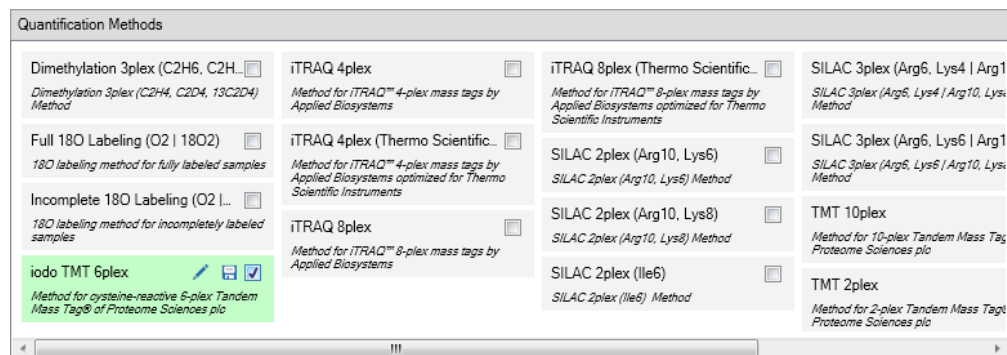 Quantification Methods
Dimethylation 3plex (C2H6, C2H...
Dimethylation 3plex (C2H4, C2D4, 13C2D4)
Method
Full 18O Labeling (O2 | 18O2)
18O labeling method for fully labeled samples
Incomplete 18O Labeling (O2 |...
18O labeling method for incompletely labeled
samples
iodo TMT 6plex
Method for cysteine-reactive 6-plex Tandem
Mass Tag® of Proteome Sciences plc
iTRAQ 4plex
Method for iTRAQ™ 4-plex mass tags by
Applied Biosystems
iTRAQ 4plex (Thermo Scientific...
Method for iTRAQ™ 4-plex mass tags by
Applied Biosystems optimized for Thermo
Scientific Instruments
iTRAQ 8plex
Method for iTRAQ™ 8-plex mass tags by
Applied Biosystems
iTRAQ 8plex (Thermo Scientific...
Method for iTRAQ™ 8-plex mass tags by
Applied Biosystems optimized for Thermo
Scientific Instruments
SILAC 2plex (Arg10, Lys6)
SILAC 2plex (Arg10, Lys6) Method
SILAC 2plex (Arg10, Lys8)
SILAC 2plex (Arg10, Lys8) Method
SILAC 2plex (Ile6)
SILAC 2plex (Ile6) Method
SILAC 3plex (Arg6, Lys4 | Arg1
SILAC 3plex (Arg6, Lys4 | Arg10, Lys
Method
SILAC 3plex (Arg6, Lys6 | Arg1
SILAC 3plex (Arg6, Lys6 | Arg10, Lys
Method
TMT 10plex
Method for 10-plex Tandem Mass Tag
Proteome Sciences plc
TMT 2plex
Method for 2-plex Tandem Mass Tag®
Proteome Sciences plc